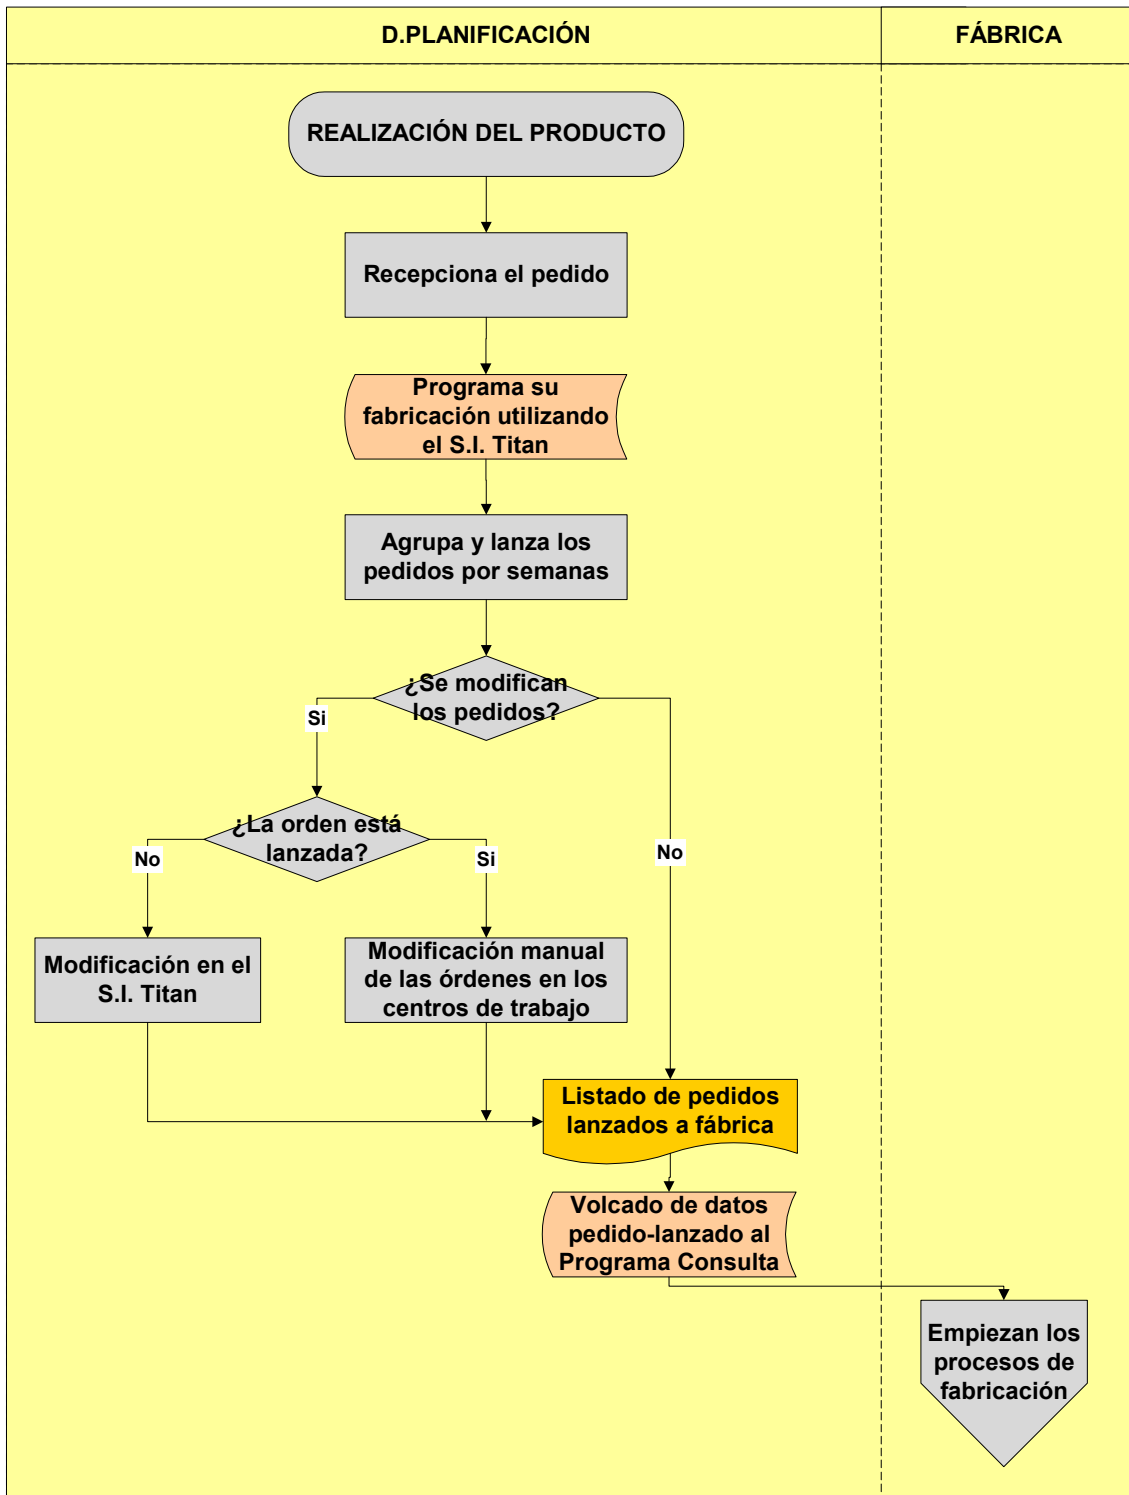 D.PLANIFICACIÓN
FÁBRICA
REALIZACIÓN DEL PRODUCTO
Recepciona el pedido
Programa su
fabricación utilizando
el S.I. Titan
Agrupa y lanza los
pedidos por semanas
¿Se modifican
los pedidos?
Si
¿La orden está
lanzada?
No
Si
No
Modificación en el
S.I. Titan
Modificación manual
de las órdenes en los
centros de trabajo
Listado de pedidos
lanzados a fábrica
Volcado de datos
pedido-lanzado al
Programa Consulta
Empiezan los
procesos de
fabricación